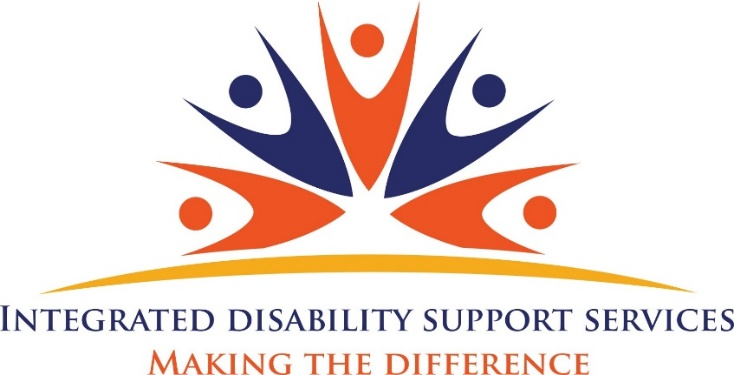 INTEGRATED DISABILITY SUPPORT SERVICES
MAKING THE DIFFERENCE